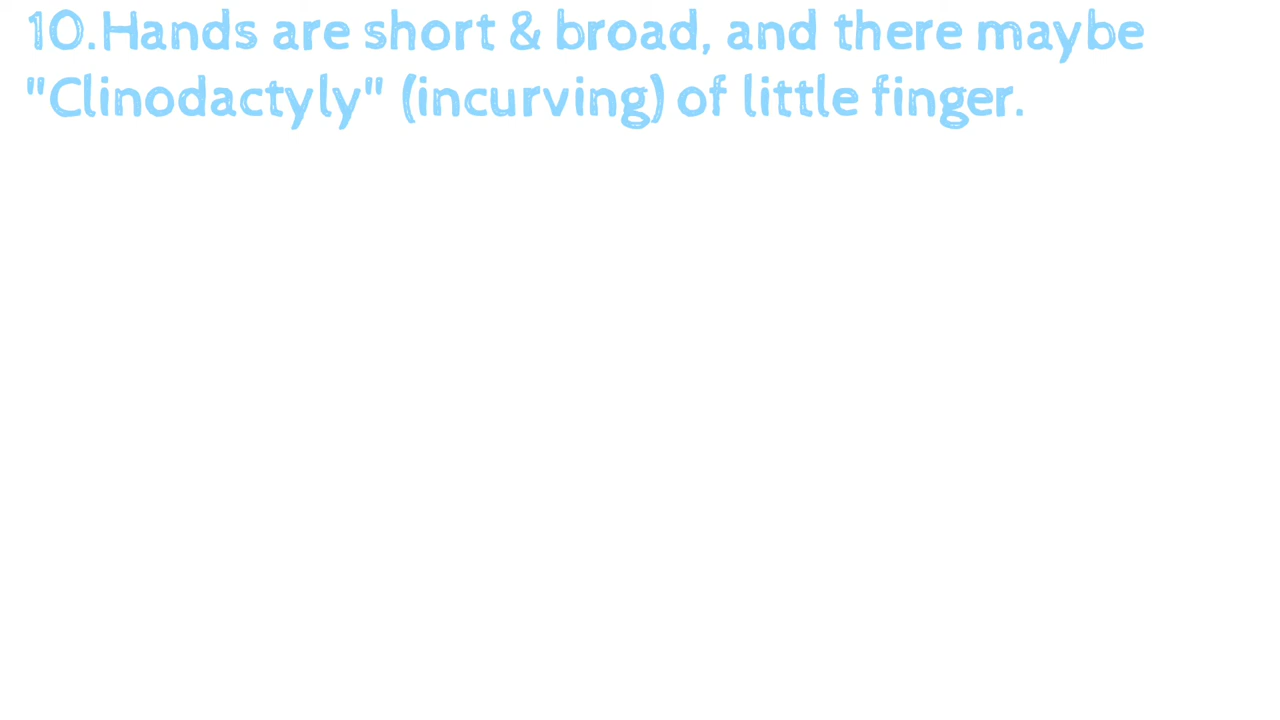 10.Hands are short & broad, and there maybe
"Clinodactyly" (incurving) of little finger.